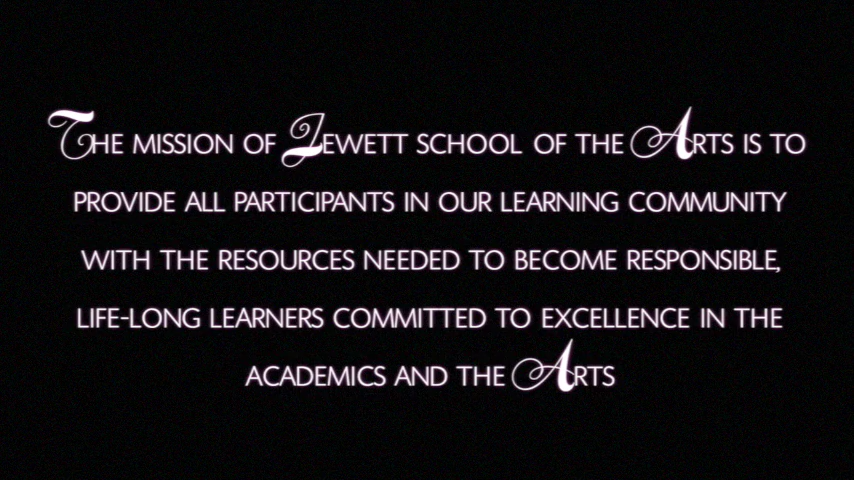 THE MISSION OF JEWETT SCHOOL OF THE ARTS IS TO
PROVIDE ALL PARTICIPANTS IN OUR LEARNING COMMUNITY
WITH THE RESOURCES NEEDED TO BECOME RESPONSIBLE,
LIFE-LONG LEARNERS COMMITTED TO EXCELLENCE IN THE
ACADEMICS AND THE ARTS